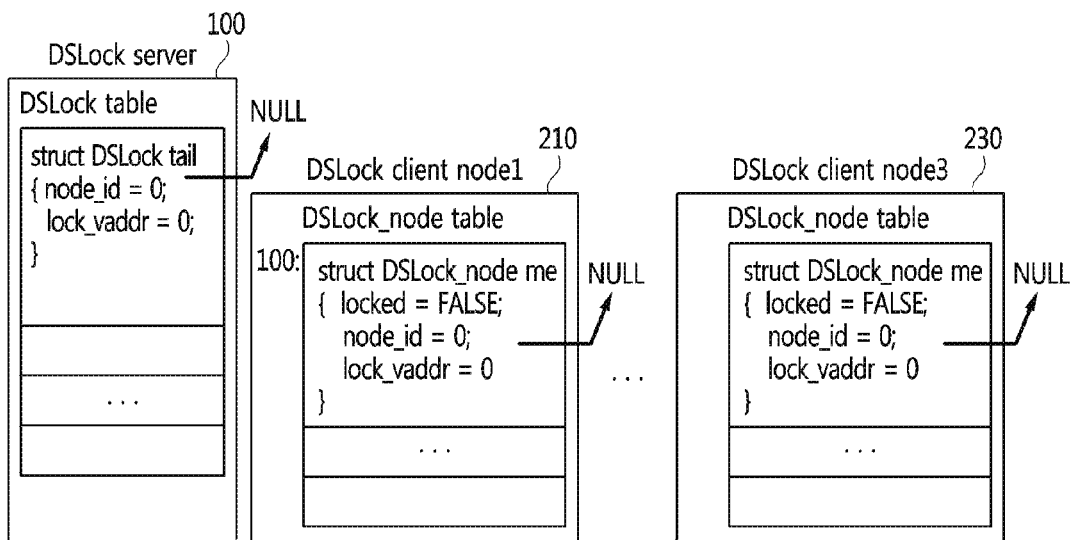 100
DSLock server
DSLock table
NULL
struct DSLock tail
{ node_id = 0;
lock_vaddr = 0;
}
. . .
210
DSLock client node1
DSLock_node table
100:
struct DSLock_node me
NULL
{ locked = FALSE;
node_id = 0;
lock_vaddr = 0
}
. . .
. . .
230
DSLock client node3
DSLock_node table
struct DSLock_node me
NULL
{ locked = FALSE;
node_id = 0;
lock_vaddr = 0
}
. . .